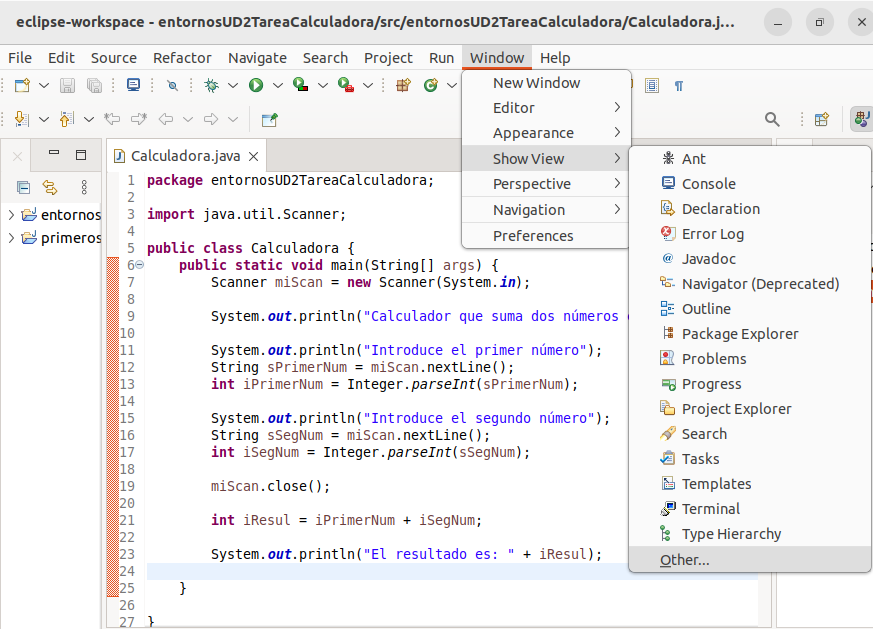 eclipse-workspace - entornosUD2TareaCalculadora/src/entornosUD2TareaCalculadora/Calculadora.j...
File Edit Source Refactor Navigate Search Project Run Window Help
New Window
Editor
Appearance
Show View
Perspective
Navigation
Preferences
Ant
Console
Declaration
Error Log
Javadoc
Navigator (Deprecated)
Outline
Package Explorer
Problems
Progress
Project Explorer
Search
Tasks
Templates
Terminal
Type Hierarchy
Other...
entornos
primeros
Calculadora.java
1 package entornosUD2TareaCalculadora;
2
3 import java.util.Scanner;
4
5 public class Calculadora {
6 public static void main(String[] args) {
7 Scanner miScan = new Scanner(System.in);
8
9 System.out.println("Calculador que suma dos números
10
11 System.out.println("Introduce el primer número");
12 String sPrimerNum = miScan.nextLine();
13 int iPrimerNum = Integer.parseInt(sPrimerNum);
14
15 System.out.println("Introduce el segundo número");
16 String sSegNum = miScan.nextLine();
17 int iSegNum = Integer.parseInt(sSegNum);
18
19 miScan.close();
20
21 int iResul = iPrimerNum + iSegNum;
22
23 System.out.println("El resultado es: " + iResul);
24
25 }
26
27 }